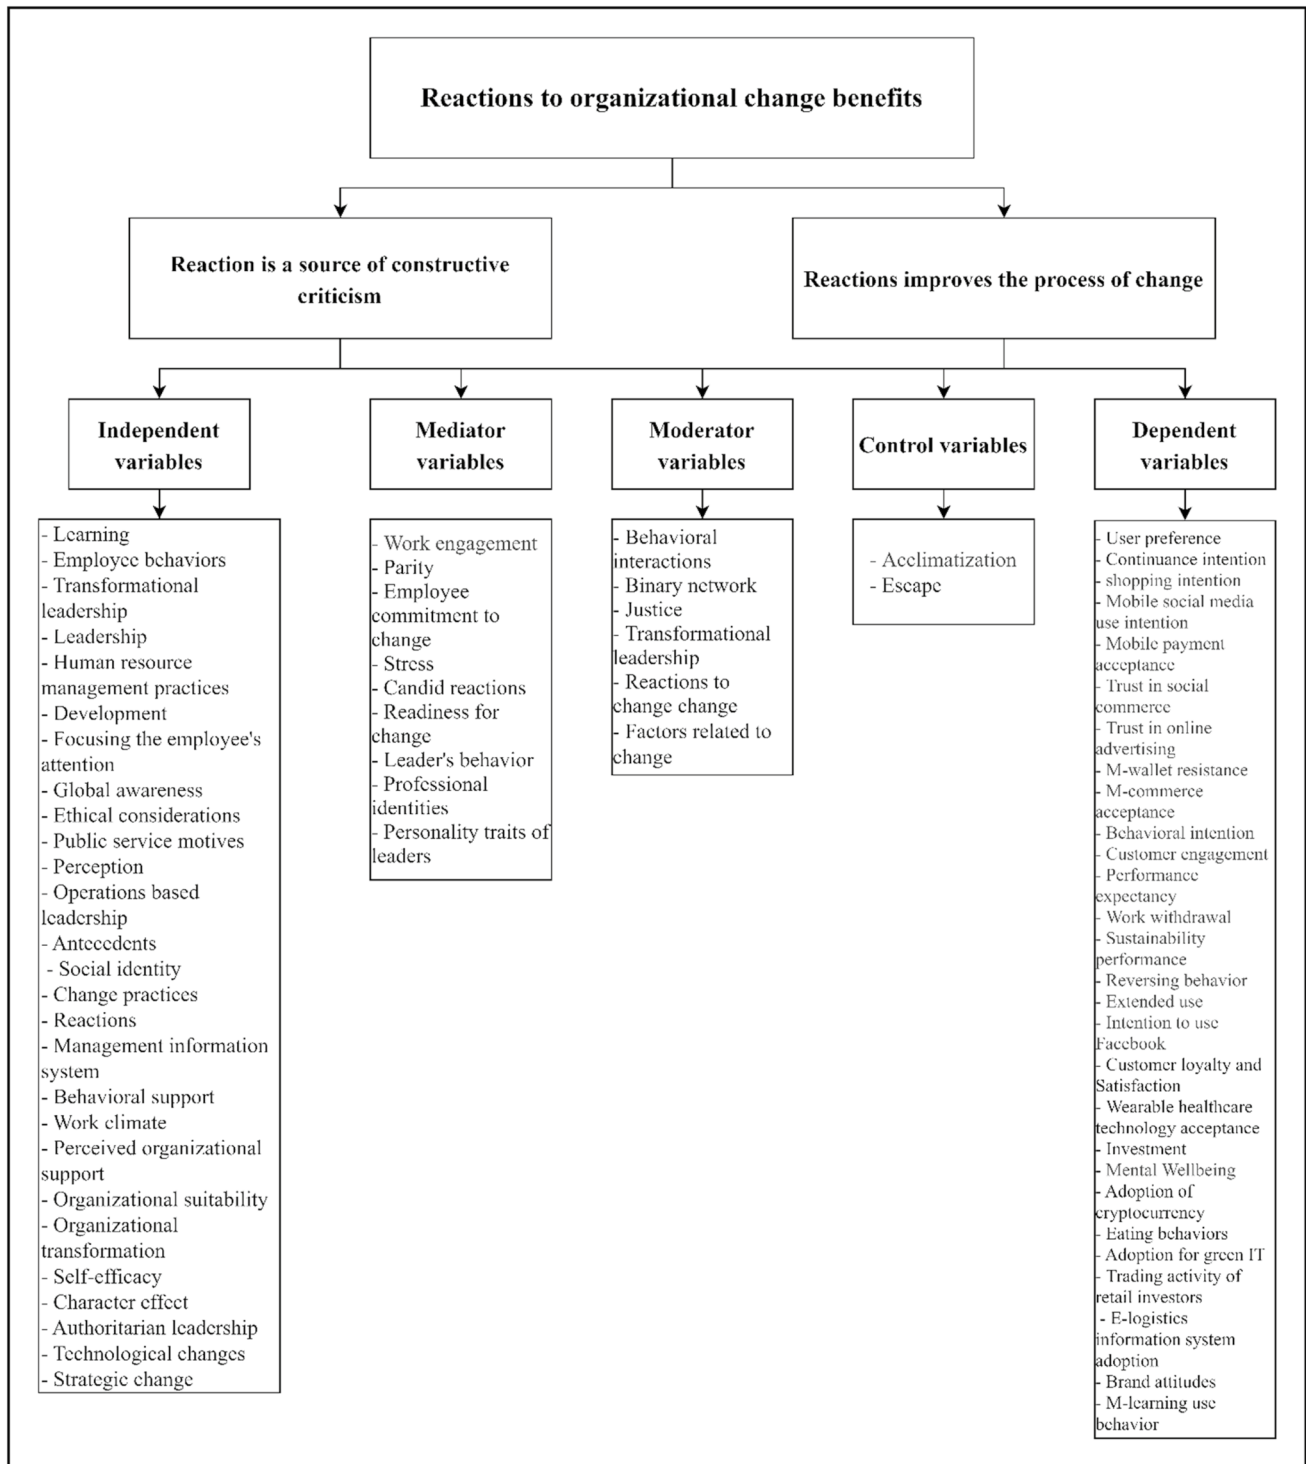 Reactions to organizational change benefits
Reaction is a source of constructive
criticism
Reactions improves the process of change
Independent
variables
Mediator
variables
Moderator
variables
Control variables
Dependent
variables
- Learning
- Employee behaviors
- Transformational
leadership
- Leadership
- Human resource
management practices
- Development
- Focusing the employee's
attention
- Global awareness
- Ethical considerations
- Public service motives
- Perception
- Operations based
leadership
- Antecedents
- Social identity
- Change practices
- Reactions
- Management information
system
- Behavioral support
- Work climate
- Perceived organizational
support
- Organizational suitability
- Organizational
transformation
- Self-efficacy
- Character effect
- Authoritarian leadership
- Technological changes
- Strategic change
- Work engagement
- Parity
- Employee
commitment to
change
- Stress
- Candid reactions
- Readiness for
change
- Leader's behavior
- Professional
identities
- Personality traits of
leaders
- Behavioral
interactions
- Binary network
- Justice
- Transformational
leadership
- Reactions to
change change
- Factors related to
change
- Acclimatization
- Escape
- User preference
- Continuance intention
- shopping intention
- Mobile social media
use intention
- Mobile payment
acceptance
- Trust in social
commerce
- Trust in online
advertising
- M-wallet resistance
- M-commerce
acceptance
- Behavioral intention
- Customer engagement
- Performance
expectancy
- Work withdrawal
- Sustainability
performance
- Reversing behavior
- Extended use
- Intention to use
Facebook
- Customer loyalty and
Satisfaction
- Wearable healthcare
technology acceptance
- Investment
- Mental Wellbeing
- Adoption of
cryptocurrency
- Eating behaviors
- Adoption for green IT
- Trading activity of
retail investors
- E-logistics
information system
adoption
- Brand attitudes
- M-learning use
behavior